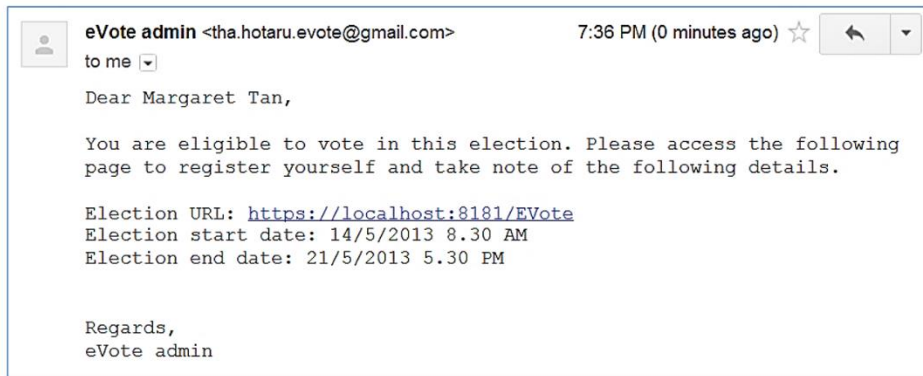 eVote admin <tha.hotaru.evote@gmail.com> 7:36 PM (0 minutes ago)
to me
Dear Margaret Tan,
You are eligible to vote in this election. Please access the following
page to register yourself and take note of the following details.
Election URL: https://localhost:8181/EVote
Election start date: 14/5/2013 8.30 AM
Election end date: 21/5/2013 5.30 PM
Regards,
eVote admin